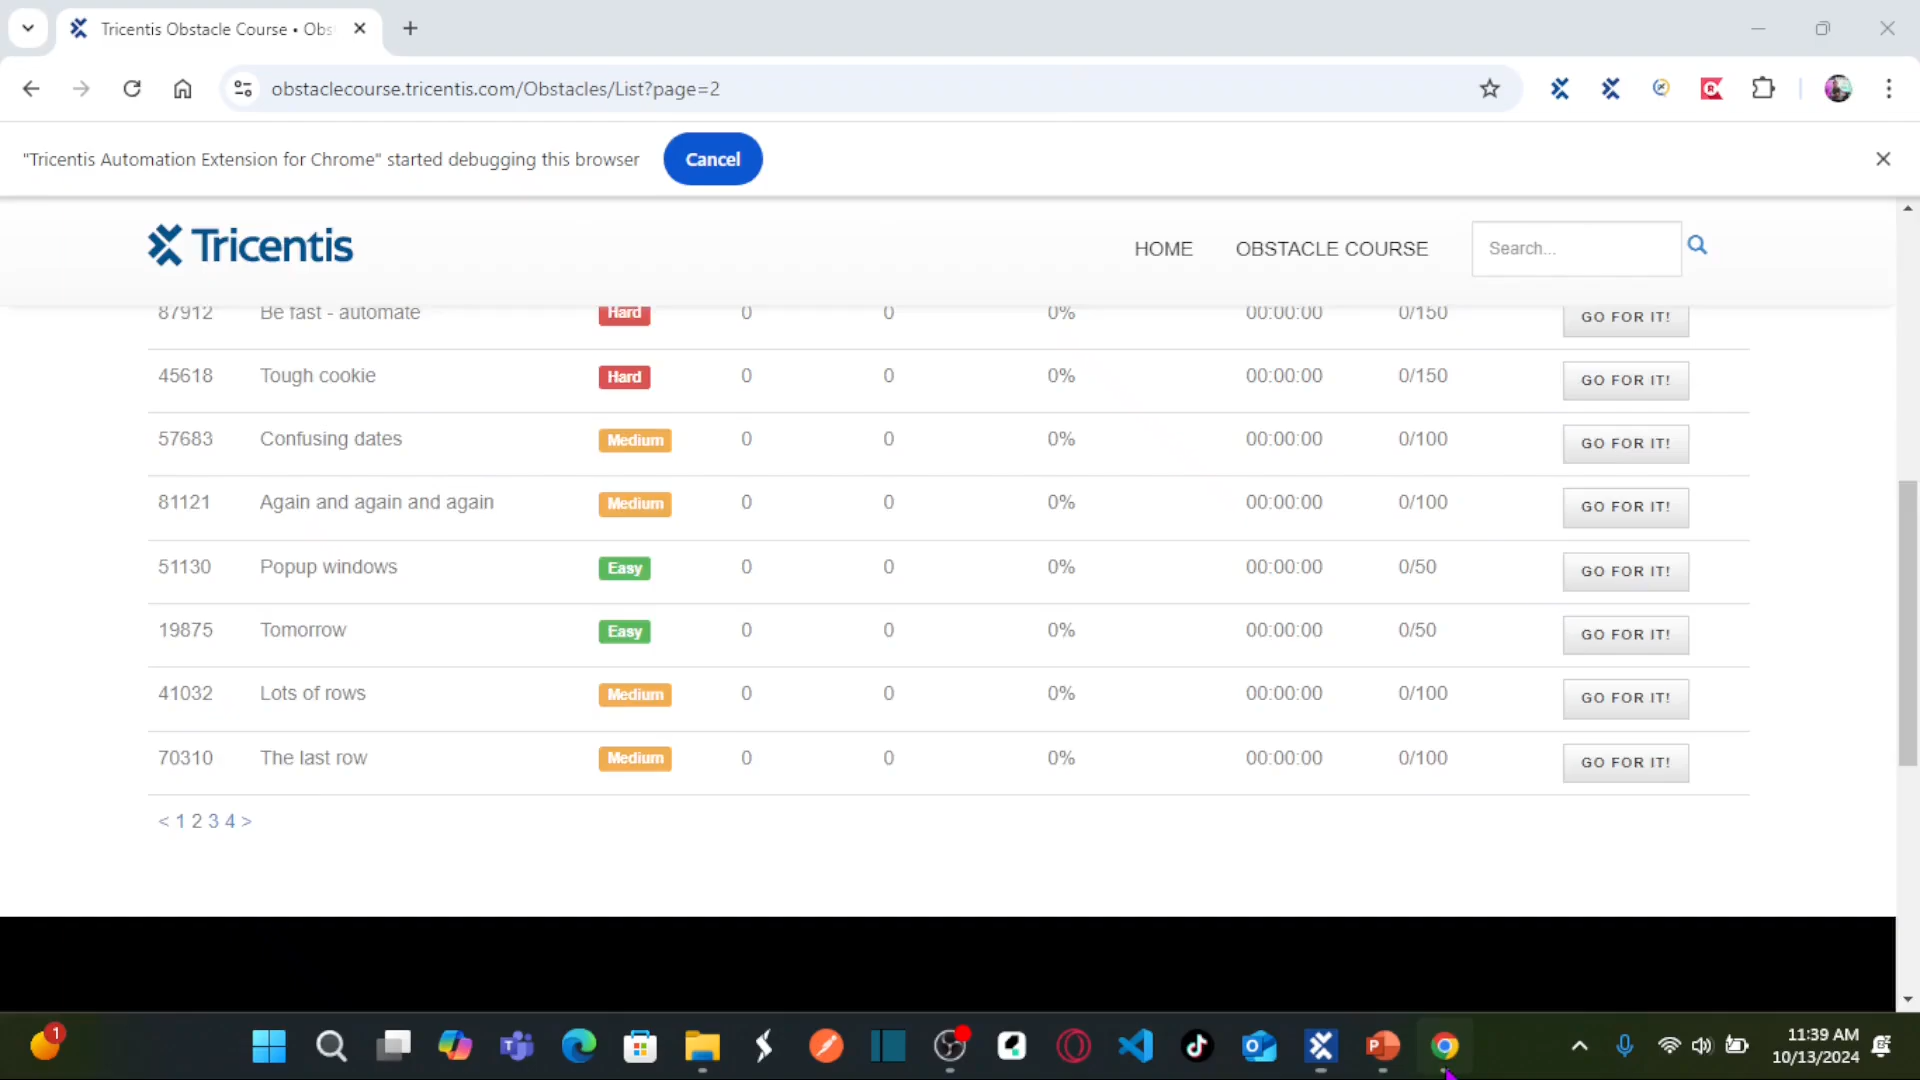 Tricentis Obstacle Course • Obs
obstaclecourse.tricentis.com/Obstacles/List?page=2
"Tricentis Automation Extension for Chrome" started debugging this browser Cancel
Tricentis HOME OBSTACLE COURSE Search...
87912 Be fast - automate Hard 0 0 0% 00:00:00 0/150 GO FOR IT!
45618 Tough cookie Hard 0 0 0% 00:00:00 0/150 GO FOR IT!
57683 Confusing dates Medium 0 0 0% 00:00:00 0/100 GO FOR IT!
81121 Again and again and again Medium 0 0 0% 00:00:00 0/100 GO FOR IT!
51130 Popup windows Easy 0 0 0% 00:00:00 0/50 GO FOR IT!
19875 Tomorrow Easy 0 0 0% 00:00:00 0/50 GO FOR IT!
41032 Lots of rows Medium 0 0 0% 00:00:00 0/100 GO FOR IT!
70310 The last row Medium 0 0 0% 00:00:00 0/100 GO FOR IT!
< 1 2 3 4 >
1 11:39 AM
10/13/2024